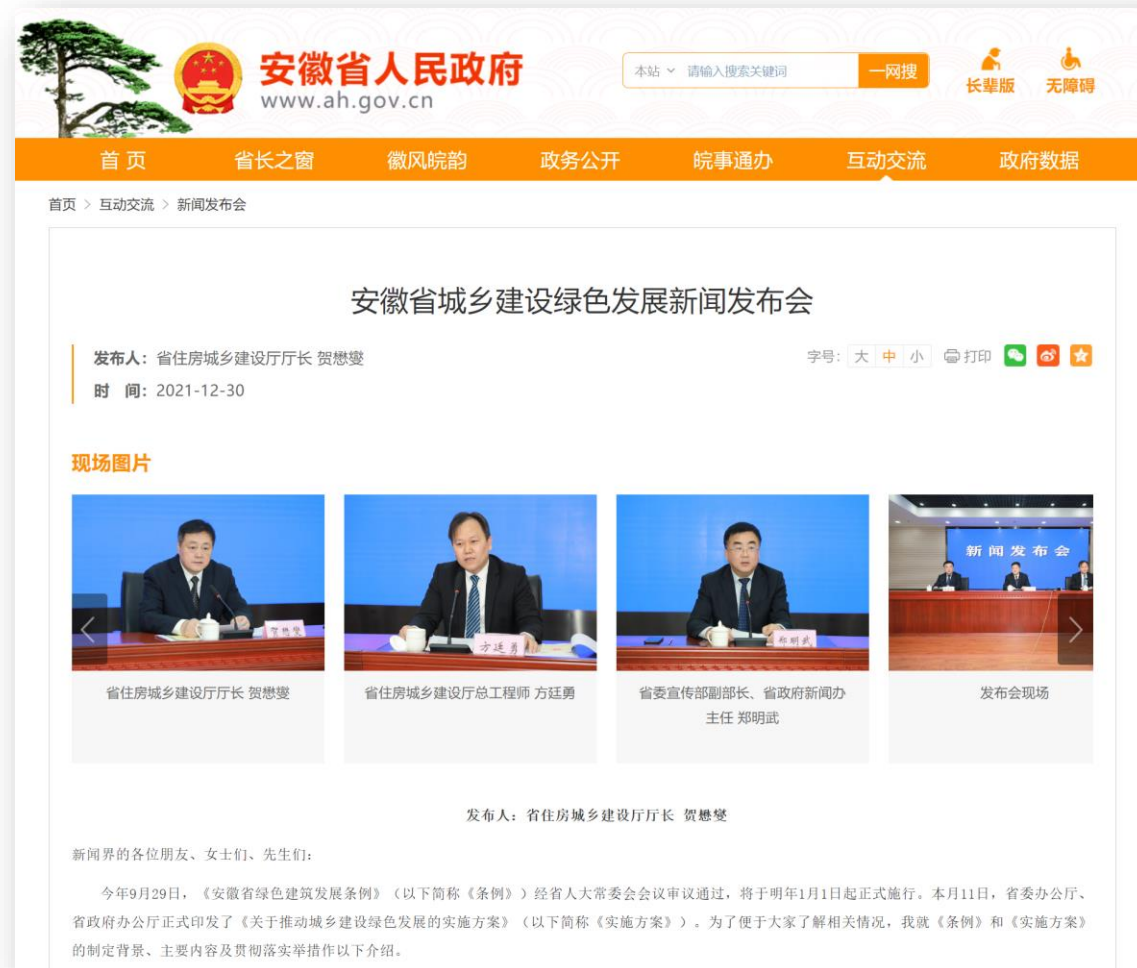 安徽省人民政府
www.ah.gov.cn
本站 请输入搜索关键词 一网搜
长辈版 无障碍
首页 省长之窗 徽风皖韵 政务公开 皖事通办 互动交流 政府数据
首页 > 互动交流 > 新闻发布会
安徽省城乡建设绿色发展新闻发布会
发布人：省住房城乡建设厅厅长 贺懋燮
字号： 大 中 小 打印
时 间：2021-12-30
现场图片
贺懋燮
方廷勇
郑明武
新闻发布会
省住房城乡建设厅厅长 贺懋燮
省住房城乡建设厅总工程师 方廷勇
省委宣传部副部长、省政府新闻办
主任 郑明武
发布会现场
发布人：省住房城乡建设厅厅长 贺懋燮
新闻界的各位朋友、女士们、先生们：
今年9月29日，《安徽省绿色建筑发展条例》（以下简称《条例》）经省人大常委会会议审议通过，将于明年1月1日起正式施行。本月11日，省委办公厅、
省政府办公厅正式印发了《关于推动城乡建设绿色发展的实施方案》（以下简称《实施方案》）。为了便于大家了解相关情况，我就《条例》和《实施方案》
的制定背景、主要内容及贯彻落实举措作以下介绍。